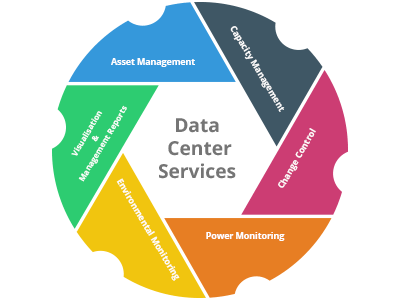 Asset Management
Capacity Management
Change Control
Power Monitoring
Environmental Monitoring
Visualisation
&
Management Reports
Data
Center
Services